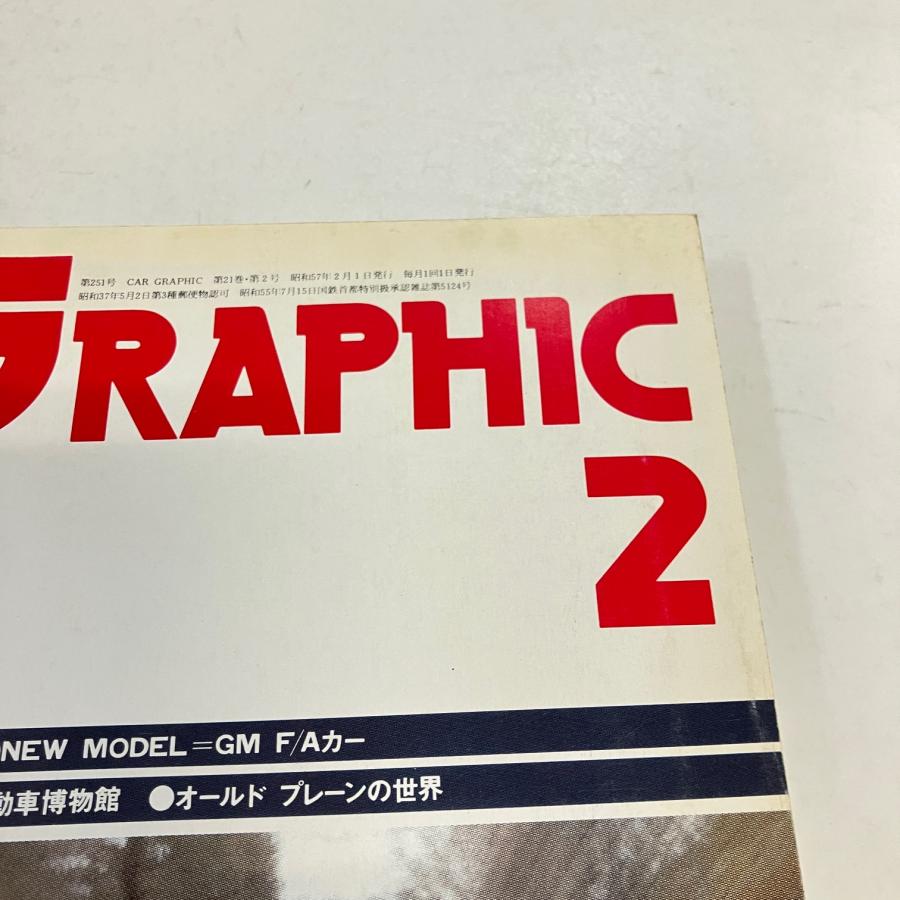 第251号 CAR GRAPHIC 第21巻・第2号 昭和57年2月1日発行 毎月1回1日発行
昭和37年5月2日第3種郵便物認可 昭和55年7月15日国鉄首都特別扱承認雑誌第5124号
GRAPHIC
2
NEW MODEL=GM F/Aカー
動車博物館 ●オールド プレーンの世界